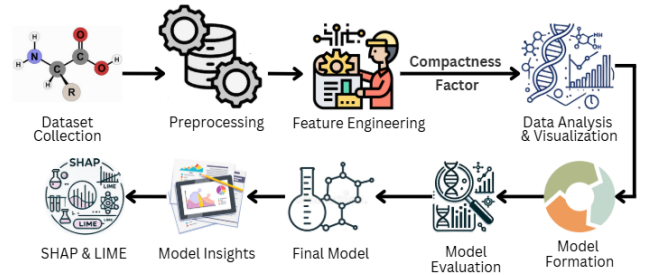 H
N
H
C
H
R
C
O
O
H
Compactness
Factor
Dataset
Collection
Preprocessing
Feature Engineering
Data Analysis
& Visualization
SHAP
LIME
LIME
SHAP & LIME
Model Insights
Final Model
Model
Evaluation
Model
Formation